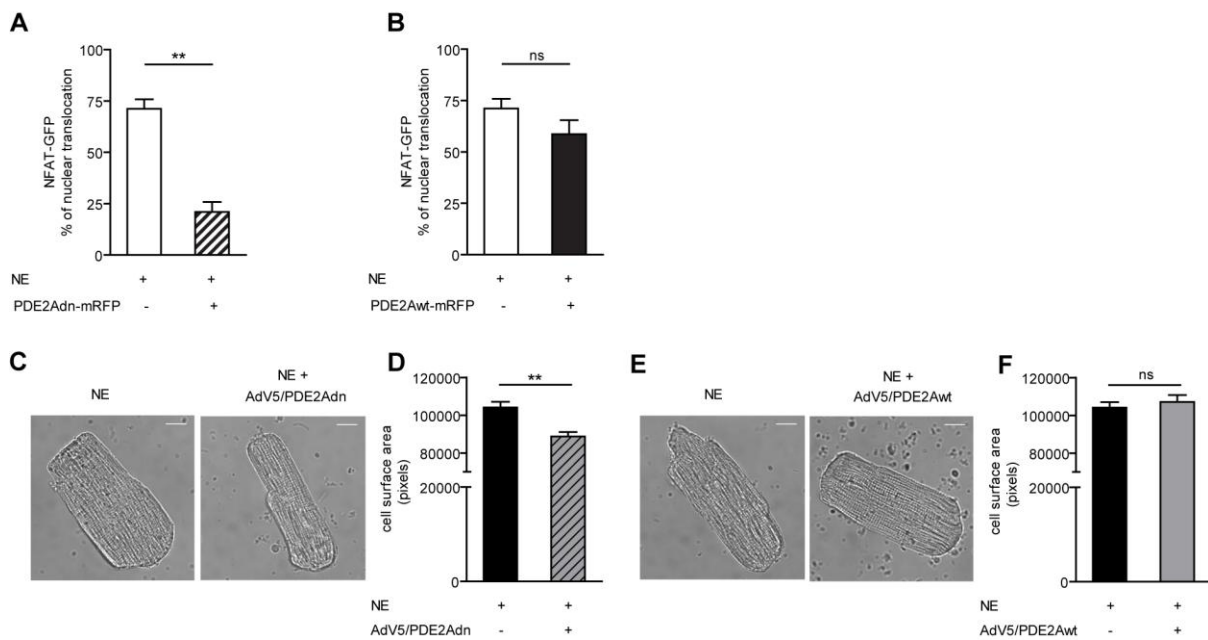 A
100
75
50
25
0
NFAT-GFP
% of nuclear translocation
**
NE + +
PDE2Adn-mRFP - +
B
100
75
50
25
0
NFAT-GFP
% of nuclear translocation
ns
NE + +
PDE2Awt-mRFP - +
C
NE
NE +
AdV5/PDE2Adn
D
120000
100000
80000
20000
0
cell surface area
(pixels)
**
NE + +
AdV5/PDE2Adn - +
E
NE
NE +
AdV5/PDE2Awt
F
120000
100000
80000
20000
0
cell surface area
(pixels)
ns
NE + +
AdV5/PDE2Awt - +